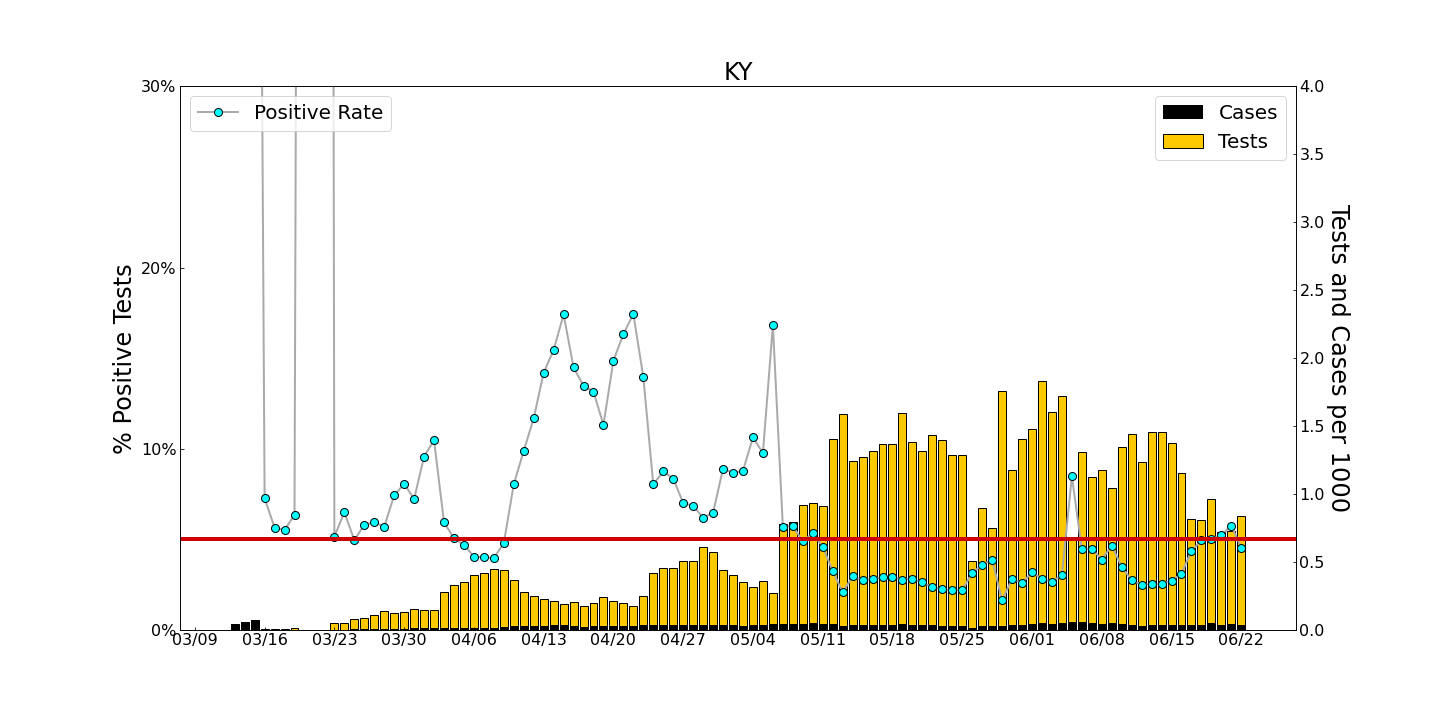 KY
30%
20%
10%
0%
% Positive Tests
Positive Rate
Cases
Tests
4.0
3.5
3.0
2.5
2.0
1.5
1.0
0.5
0.0
Tests and Cases per 1000
03/09 03/16 03/23 03/30 04/06 04/13 04/20 04/27 05/04 05/11 05/18 05/25 06/01 06/08 06/15 06/22